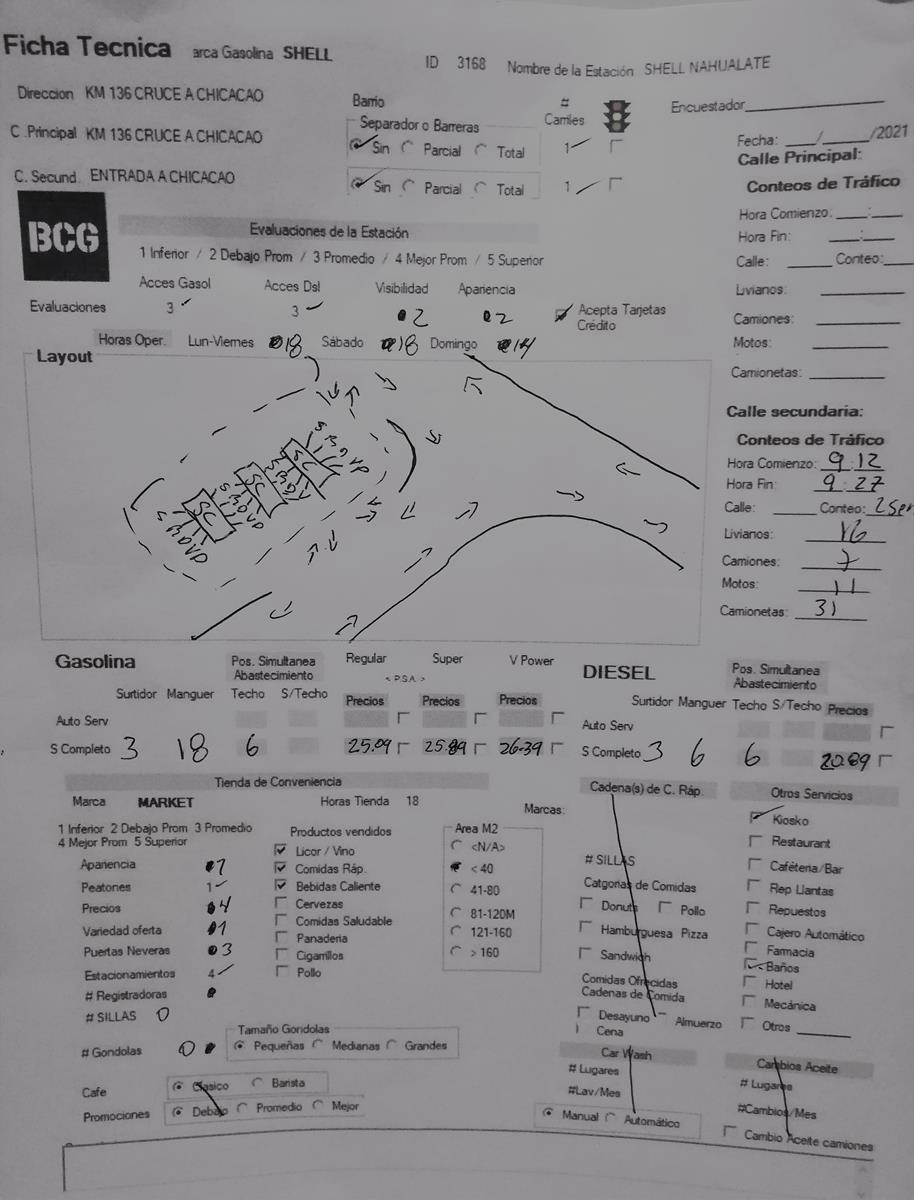 Ficha Tecnica arca Gasolina SHELL
ID 3168 Nombre de la Estación SHELL NAHUALATE
Direccion KM 136 CRUCE A CHICACAO
Barrio
# Carriles
Encuestador
C .Principal KM 136 CRUCE A CHICACAO
Separador o Barreras
Sin Parcial Total 1
Fecha: / /2021
Calle Principal:
C. Secund. ENTRADA A CHICACAO
Sin Parcial Total 1
Conteos de Tráfico
Hora Comienzo: :
Hora Fin: :
Calle: Conteo:
Livianos:
Camiones:
Motos:
Camionetas:
BCG
Evaluaciones de la Estación
1 Inferior / 2 Debajo Prom / 3 Promedio / 4 Mejor Prom / 5 Superior
Acces Gasol Acces Dsl Visibilidad Apariencia
Evaluaciones 3 3 2 2
Acepta Tarjetas
Crédito
Horas Oper. Lun-Viernes 18 Sábado 18 Domingo 14
Layout
SC
SC
SC
SC
Calle secundaria:
Conteos de Tráfico
Hora Comienzo: 9:12
Hora Fin: 9:27
Calle: Conteo: 2
Livianos: 16
Camiones: 7
Motos: 11
Camionetas: 31
Gasolina
Pos. Simultanea
Abastecimiento
Regular Super V Power
< P.S.A. >
Surtidor Manguer Techo S/Techo Precios Precios Precios
Auto Serv
S Completo 3 18 6 25.09 25.89 26.39
DIESEL
Pos. Simultanea
Abastecimiento
Surtidor Manguer Techo S/Techo Precios
Auto Serv
S Completo 3 6 6 20.89
Tienda de Conveniencia
Marca MARKET Horas Tienda 18
Marcas:
1 Inferior 2 Debajo Prom 3 Promedio
4 Mejor Prom 5 Superior
Apariencia 1
Peatones 1
Precios 4
Variedad oferta 1
Puertas Neveras 3
Estacionamientos 4
# Registradoras
# SILLAS 0
# Gondolas 0
Productos vendidos
Licor / Vino
Comidas Ráp.
Bebidas Caliente
Cervezas
Comidas Saludable
Panaderia
Cigarrillos
Pollo
Area M2
<N/A>
< 40
41-80
81-120M
121-160
> 160
Tamaño Gondolas
Pequeñas Medianas Grandes
Cafe Clasico Barista
Promociones Debajo Promedio Mejor
Cadena(s) de C. Ráp.
# SILLAS
Catgorias de Comidas
Donuts Pollo
Hamburguesa Pizza
Sandwich
Comidas Ofrecidas
Cadenas de Comida
Desayuno Almuerzo
Cena
Car Wash
# Lugares
#Lav/Mes
Manual Automático
Otros Servicios
Kiosko
Restaurant
Caféteria/Bar
Rep Llantas
Repuestos
Cajero Automático
Farmacia
Baños
Hotel
Mecánica
Otros
Cambios Aceite
# Lugares
#Cambios/Mes
Cambio Aceite camiones